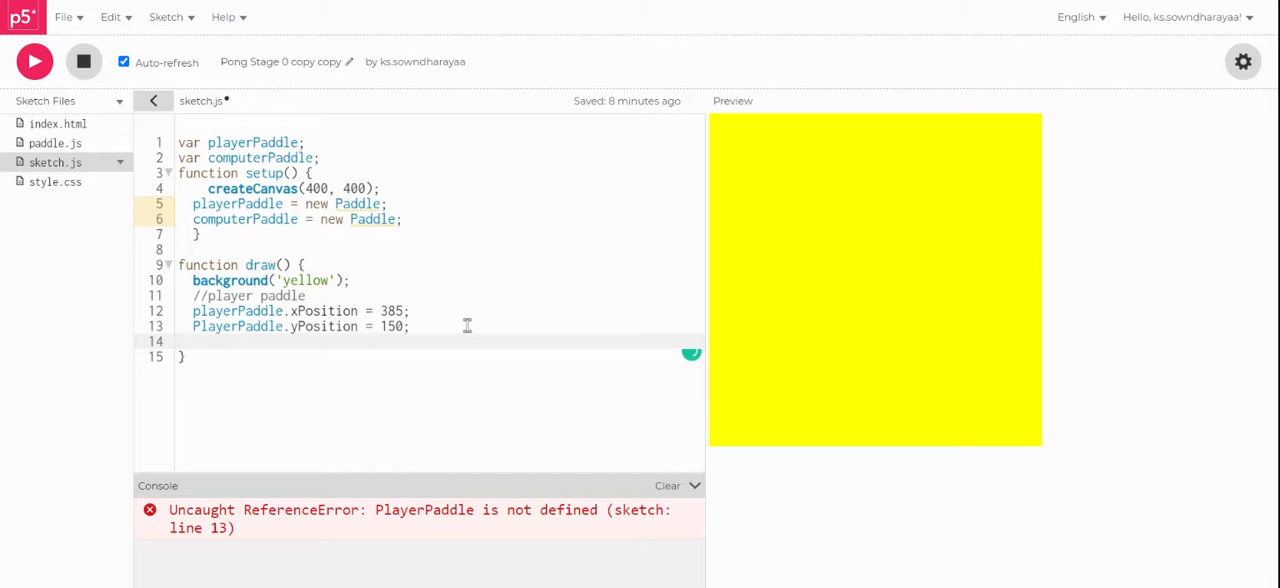 p5* File Edit Sketch Help English Hello, ks.sowndharayaa!
Auto-refresh Pong Stage 0 copy copy by ks.sowndharayaa
Sketch Files sketch.js Saved: 8 minutes ago Preview
index.html
paddle.js
sketch.js
style.css
1 var playerPaddle;
2 var computerPaddle;
3 function setup() {
4 createCanvas(400, 400);
5 playerPaddle = new Paddle;
6 computerPaddle = new Paddle;
7 }
8
9 function draw() {
10 background('yellow');
11 //player paddle
12 playerPaddle.xPosition = 385;
13 PlayerPaddle.yPosition = 150;
14
15 }
Console Clear
Uncaught ReferenceError: PlayerPaddle is not defined (sketch:
line 13)